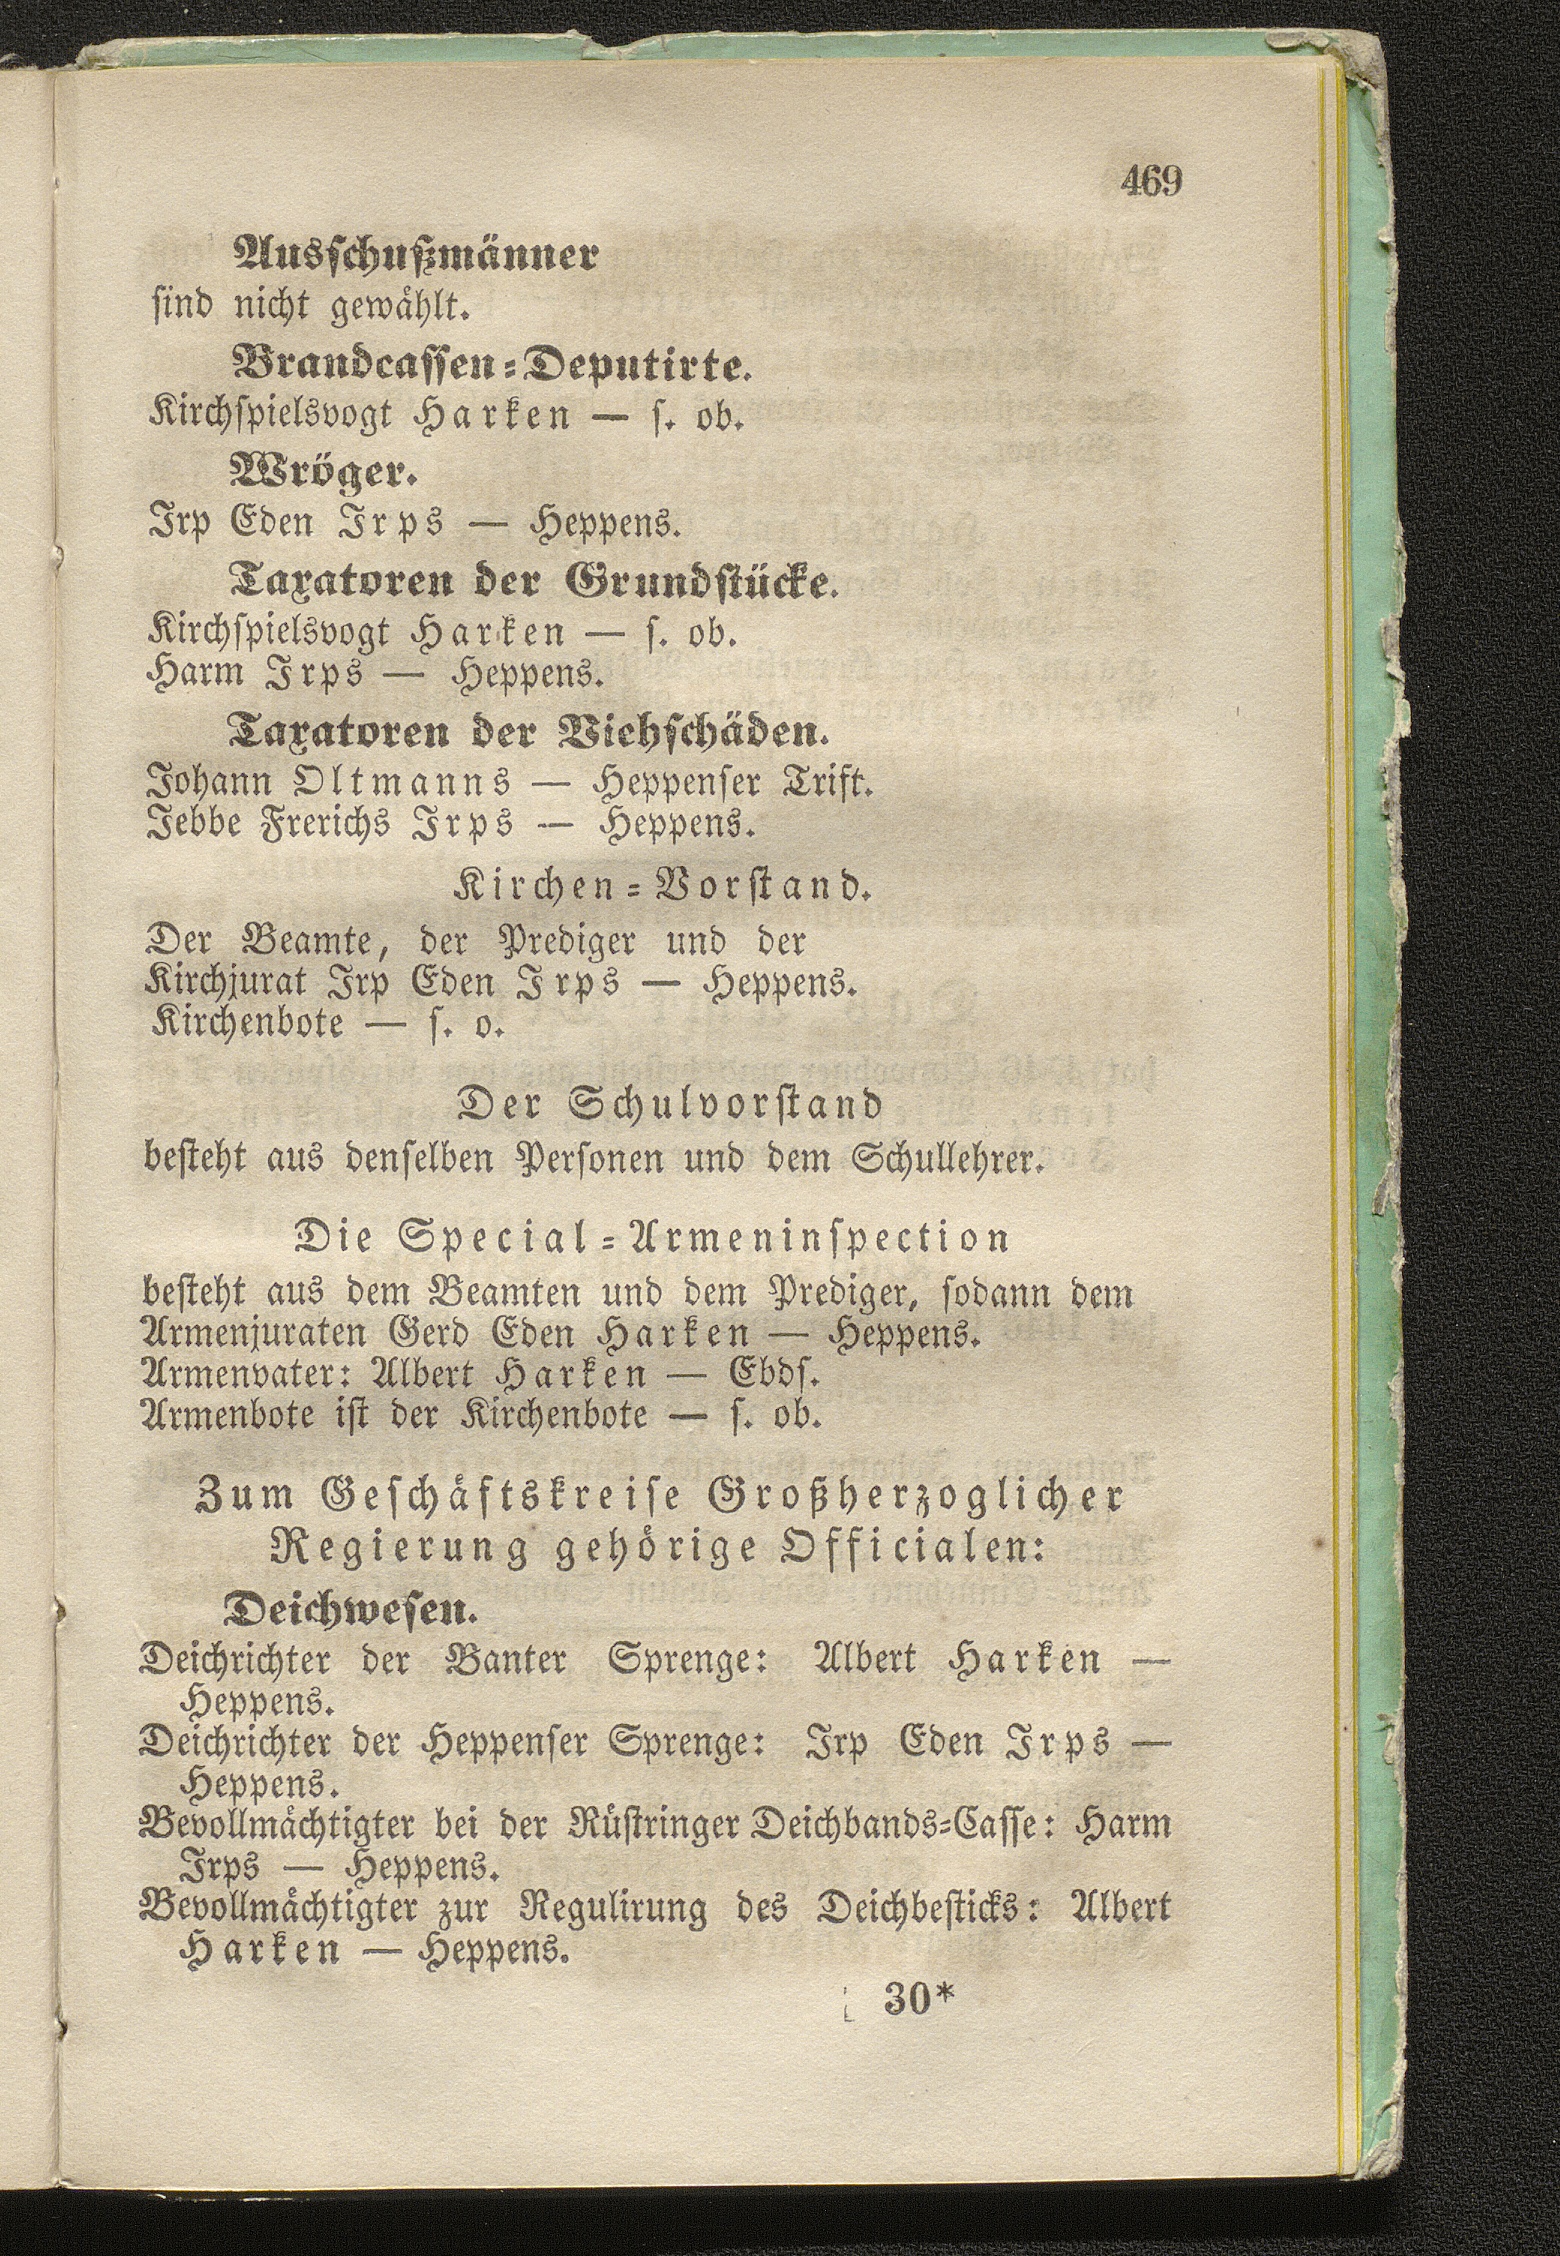 469
Ausschußmänner
sind nicht gewählt.
Brandcassen-Deputirte.
Kirchspielsvogt Harken — s. ob.
Wröger.
Irp Eden Irps — Heppens.
Taxatoren der Grundstücke.
Kirchspielsvogt Harken — s. ob.
Harm Irps — Heppens.
Taxatoren der Viehschäden.
Johann Oltmanns — Heppenser Trift.
Jebbe Frerichs Irps — Heppens.
Kirchen-Vorstand.
Der Beamte, der Prediger und der
Kirchjurat Irp Eden Irps — Heppens.
Kirchenbote — s. o.
Der Schulvorstand
besteht aus denselben Personen und dem Schullehrer.
Die Special-Armeninspection
besteht aus dem Beamten und dem Prediger, sodann dem
Armenjuraten Gerd Eden Harken — Heppens.
Armenvater: Albert Harken — Ebds.
Armenbote ist der Kirchenbote — s. ob.
Zum Geschäftskreise Großherzoglicher
Regierung gehörige Officialen:
Deichwesen.
Deichrichter der Banter Sprenge: Albert Harken —
Heppens.
Deichrichter der Heppenser Sprenge: Irp Eden Irps —
Heppens.
Bevollmächtigter bei der Rüstringer Deichbands-Casse: Harm
Irps — Heppens.
Bevollmächtigter zur Regulirung des Deichbesticks: Albert
Harken — Heppens.
30*